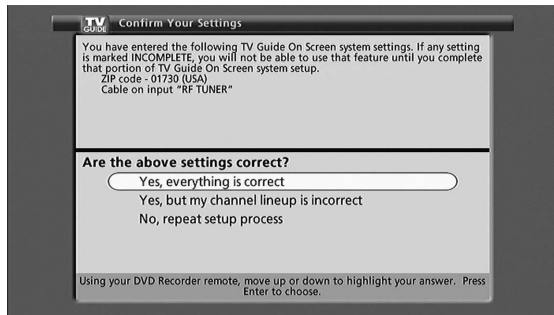 TV GUIDE Confirm Your Settings
You have entered the following TV Guide On Screen system settings. If any setting
is marked INCOMPLETE, you will not be able to use that feature until you complete
that portion of TV Guide On Screen system setup.
ZIP code - 01730 (USA)
Cable on input "RF TUNER"
Are the above settings correct?
Yes, everything is correct
Yes, but my channel lineup is incorrect
No, repeat setup process
Using your DVD Recorder remote, move up or down to highlight your answer. Press
Enter to choose.